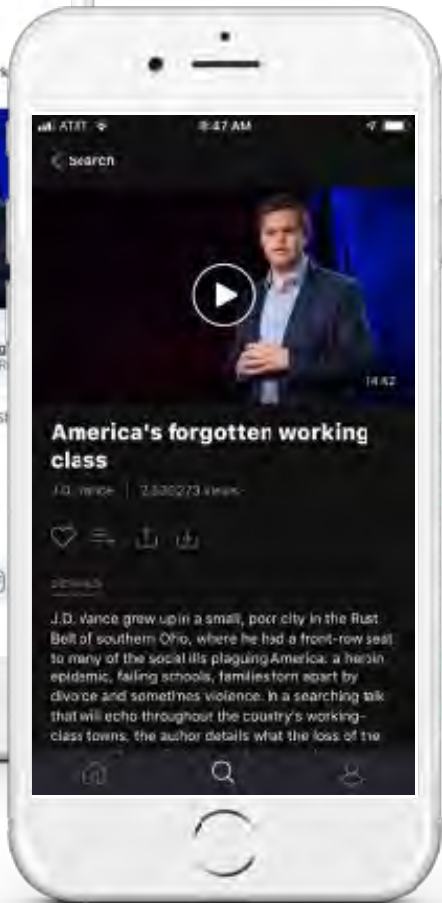 AT&T 8:47 AM
Search
14:42
America's forgotten working
class
J.D. Vance | views
DETAILS
J.D. Vance grew up in a small, poor city in the Rust
Belt of southern Ohio, where he had a front-row seat
to many of the social ills plaguing America: a heroin
epidemic, failing schools, families torn apart by
divorce and sometimes violence. In a searching talk
that will echo throughout the country's working-
class towns, the author details what the loss of the